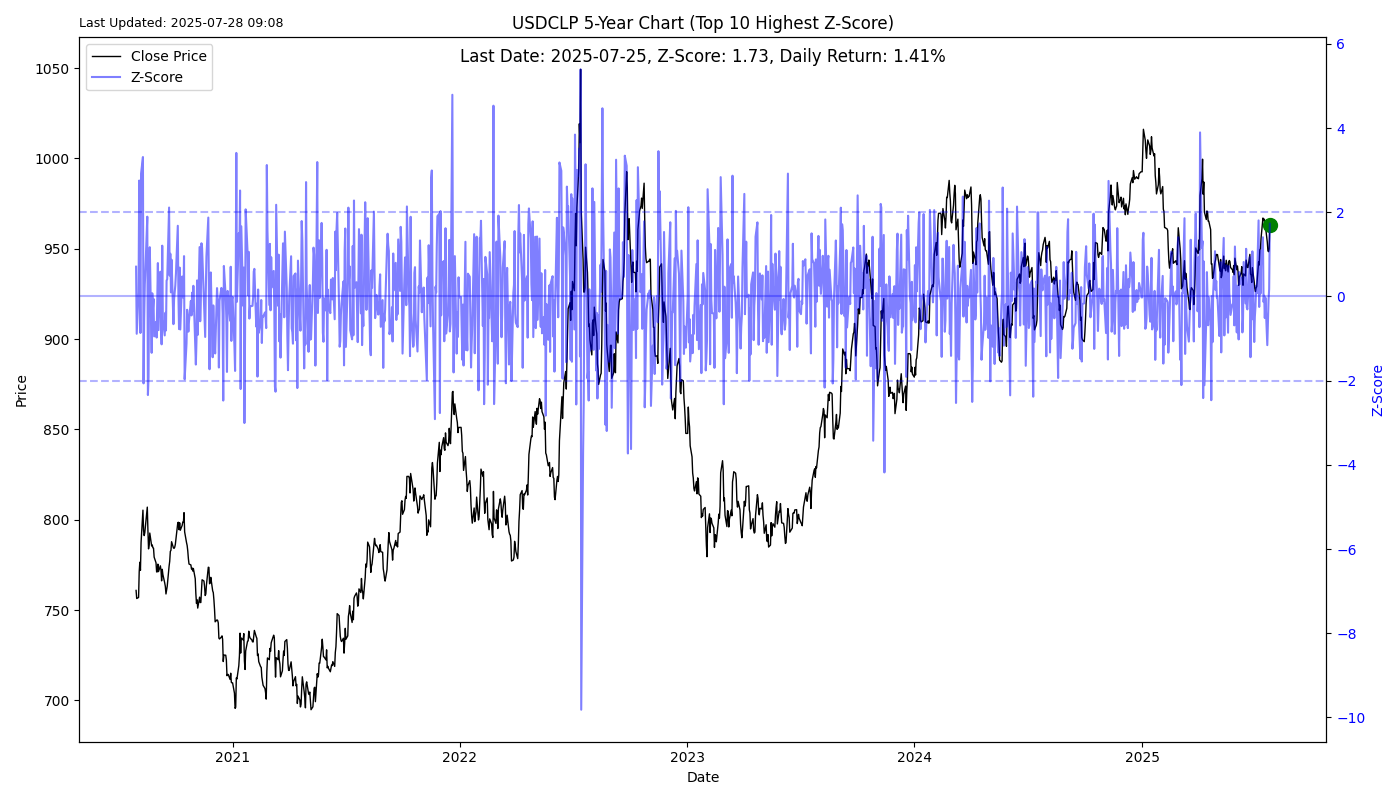 Last Updated: 2025-07-28 09:08
USDCLP 5-Year Chart (Top 10 Highest Z-Score)
Last Date: 2025-07-25, Z-Score: 1.73, Daily Return: 1.41%
Close Price
Z-Score
Price
1050
1000
950
900
850
800
750
700
6
4
2
0
−2
−4
−6
−8
−10
Z-Score
2021
2022
2023
2024
2025
Date